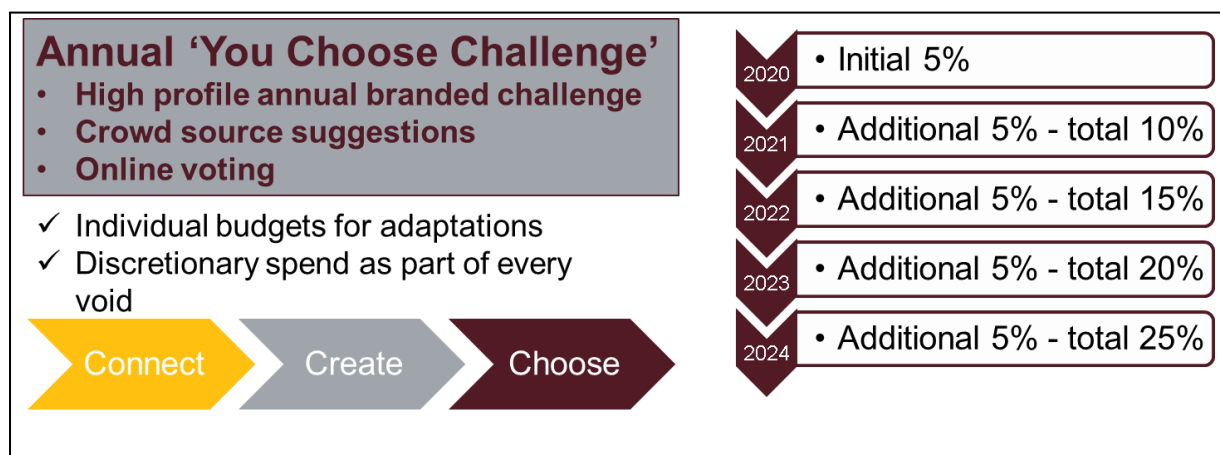 Annual ‘You Choose Challenge’
• High profile annual branded challenge
• Crowd source suggestions
• Online voting
✓ Individual budgets for adaptations
✓ Discretionary spend as part of every
void
Connect
Create
Choose
2020
• Initial 5%
2021
• Additional 5% - total 10%
2022
• Additional 5% - total 15%
2023
• Additional 5% - total 20%
2024
• Additional 5% - total 25%